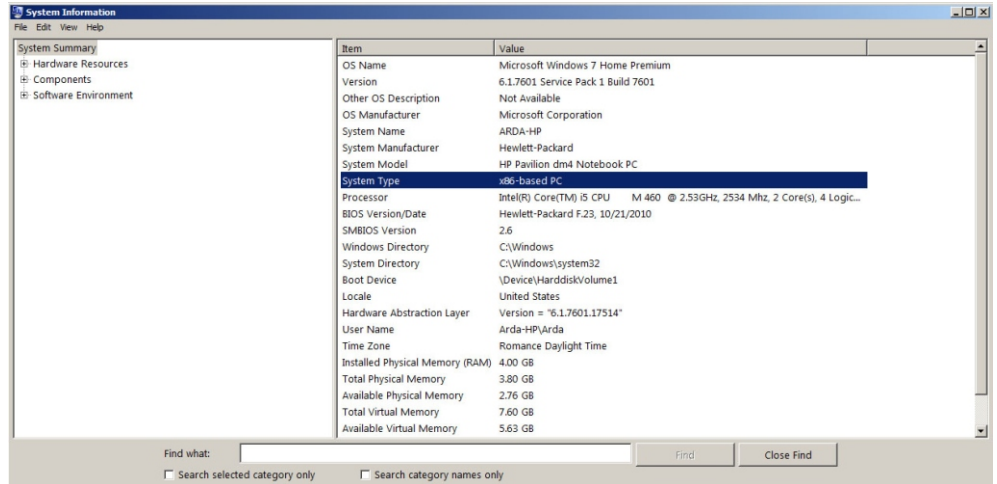 System Information
File Edit View Help
System Summary
Hardware Resources
Components
Software Environment
Item Value
OS Name Microsoft Windows 7 Home Premium
Version 6.1.7601 Service Pack 1 Build 7601
Other OS Description Not Available
OS Manufacturer Microsoft Corporation
System Name ARDA-HP
System Manufacturer Hewlett-Packard
System Model HP Pavilion dm4 Notebook PC
System Type x86-based PC
Processor Intel(R) Core(TM) i5 CPU M 460 @ 2.53GHz, 2534 Mhz, 2 Core(s), 4 Logic...
BIOS Version/Date Hewlett-Packard F.23, 10/21/2010
SMBIOS Version 2.6
Windows Directory C:\Windows
System Directory C:\Windows\system32
Boot Device \Device\HarddiskVolume1
Locale United States
Hardware Abstraction Layer Version = "6.1.7601.17514"
User Name Arda-HP\Arda
Time Zone Romance Daylight Time
Installed Physical Memory (RAM) 4.00 GB
Total Physical Memory 3.80 GB
Available Physical Memory 2.76 GB
Total Virtual Memory 7.60 GB
Available Virtual Memory 5.63 GB
Find what: Find Close Find
Search selected category only Search category names only